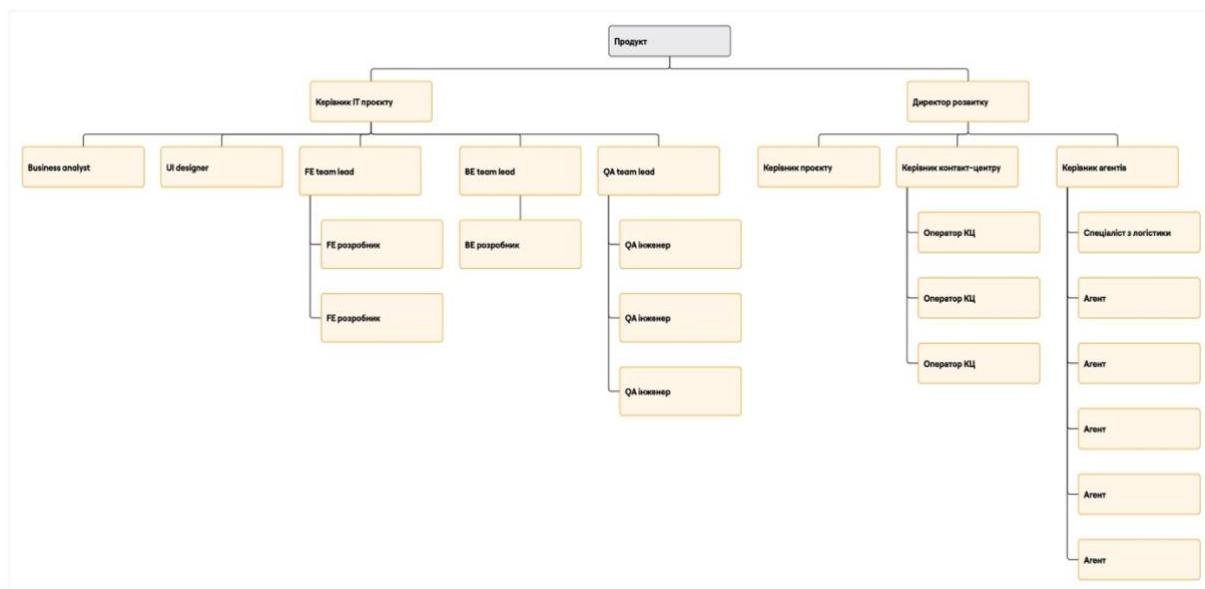 Продукт
Керівник ІТ проєкту
Директор розвитку
Business analyst
UI designer
FE team lead
BE team lead
QA team lead
Керівник проєкту
Керівник контакт-центру
Керівник агентів
FE розробник
BE розробник
QA інженер
Оператор КЦ
Спеціаліст з логістики
FE розробник
QA інженер
Оператор КЦ
Агент
QA інженер
Оператор КЦ
Агент
Агент
Агент
Агент